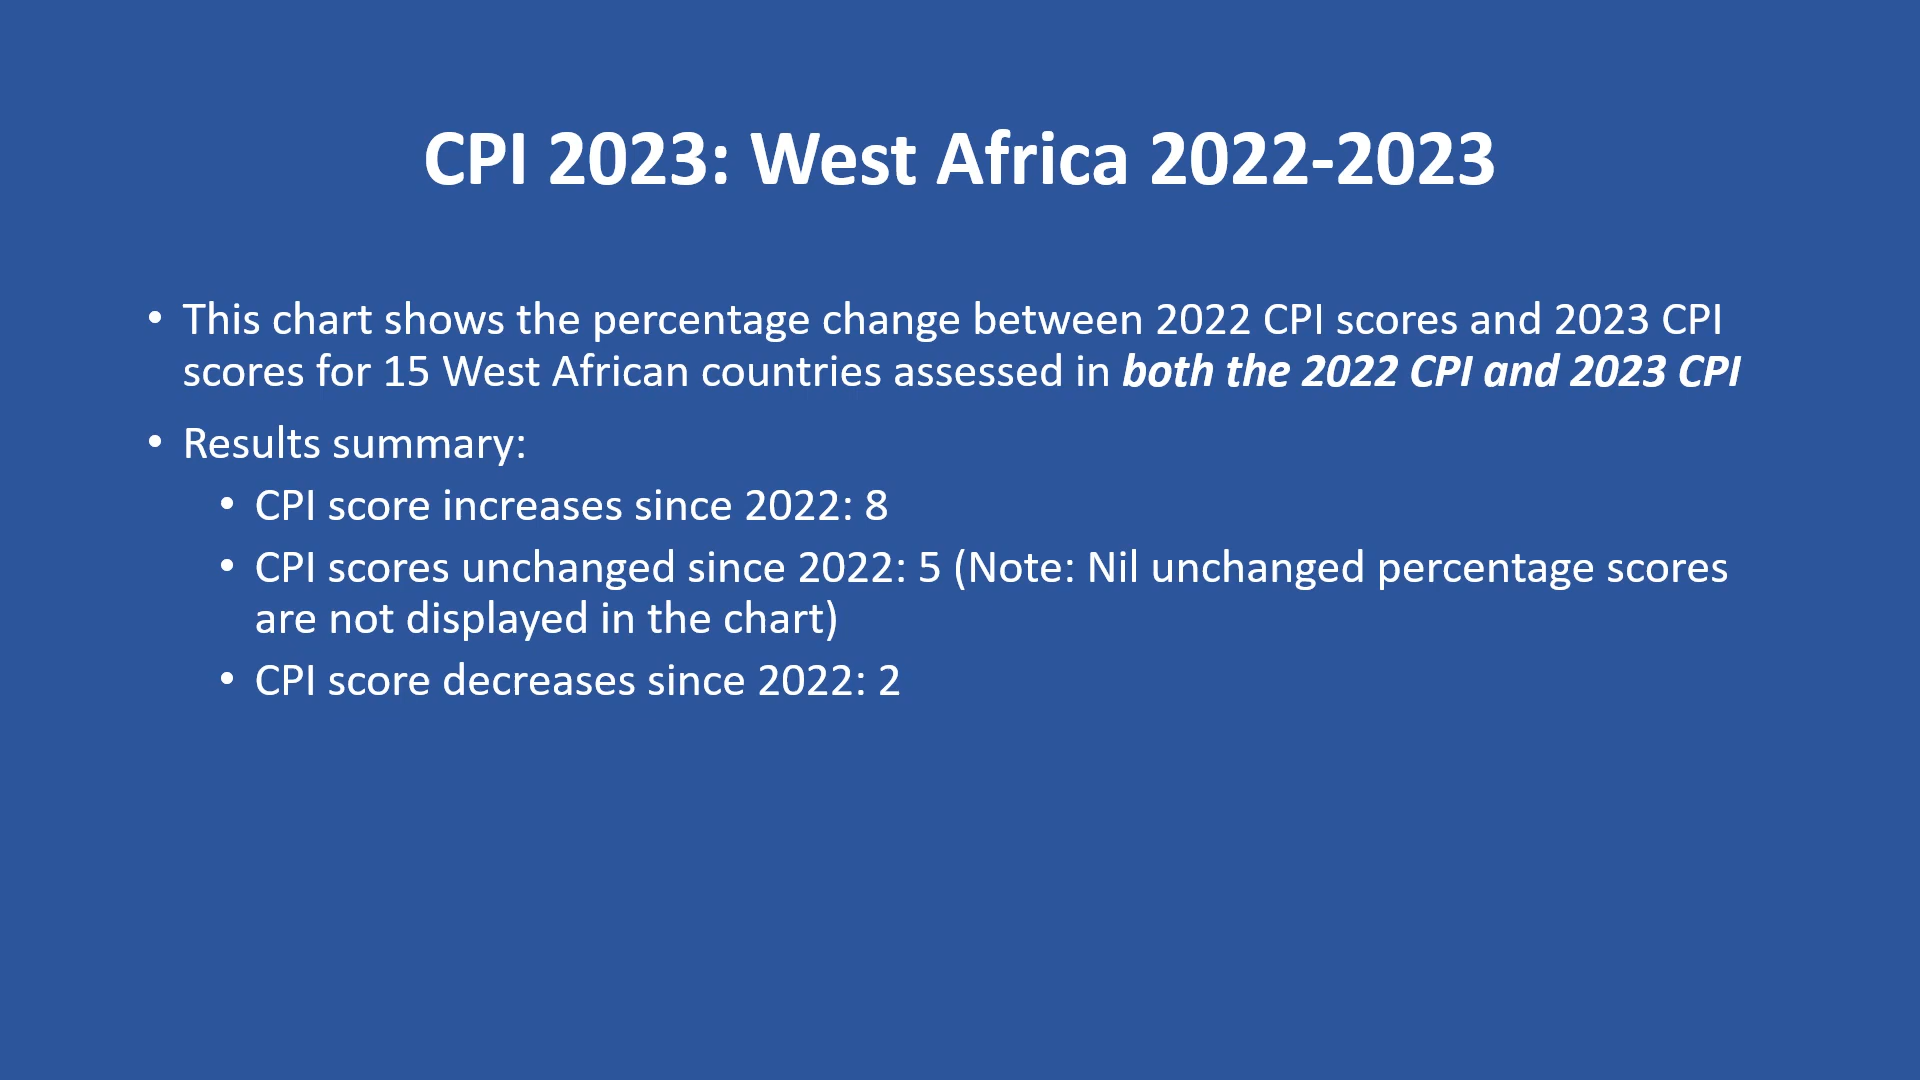 CPI 2023: West Africa 2022-2023
• This chart shows the percentage change between 2022 CPI scores and 2023 CPI
scores for 15 West African countries assessed in both the 2022 CPI and 2023 CPI
• Results summary:
• CPI score increases since 2022: 8
• CPI scores unchanged since 2022: 5 (Note: Nil unchanged percentage scores
are not displayed in the chart)
• CPI score decreases since 2022: 2